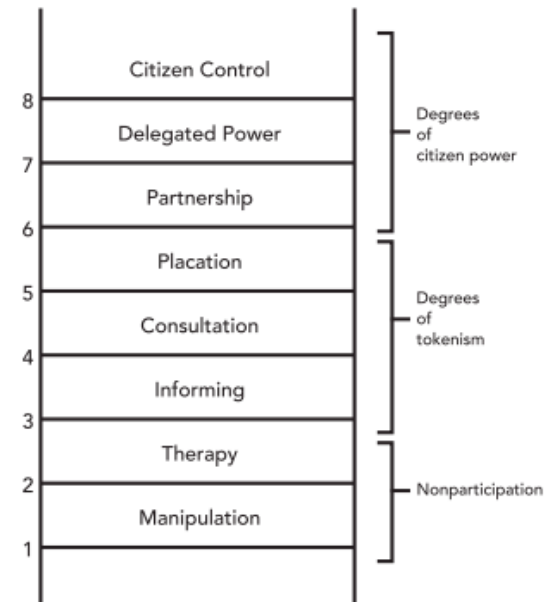 Citizen Control
8
Delegated Power
7
Partnership
6
Placation
5
Consultation
4
Informing
3
Therapy
2
Manipulation
1
Degrees
of
citizen power
Degrees
of
tokenism
Nonparticipation